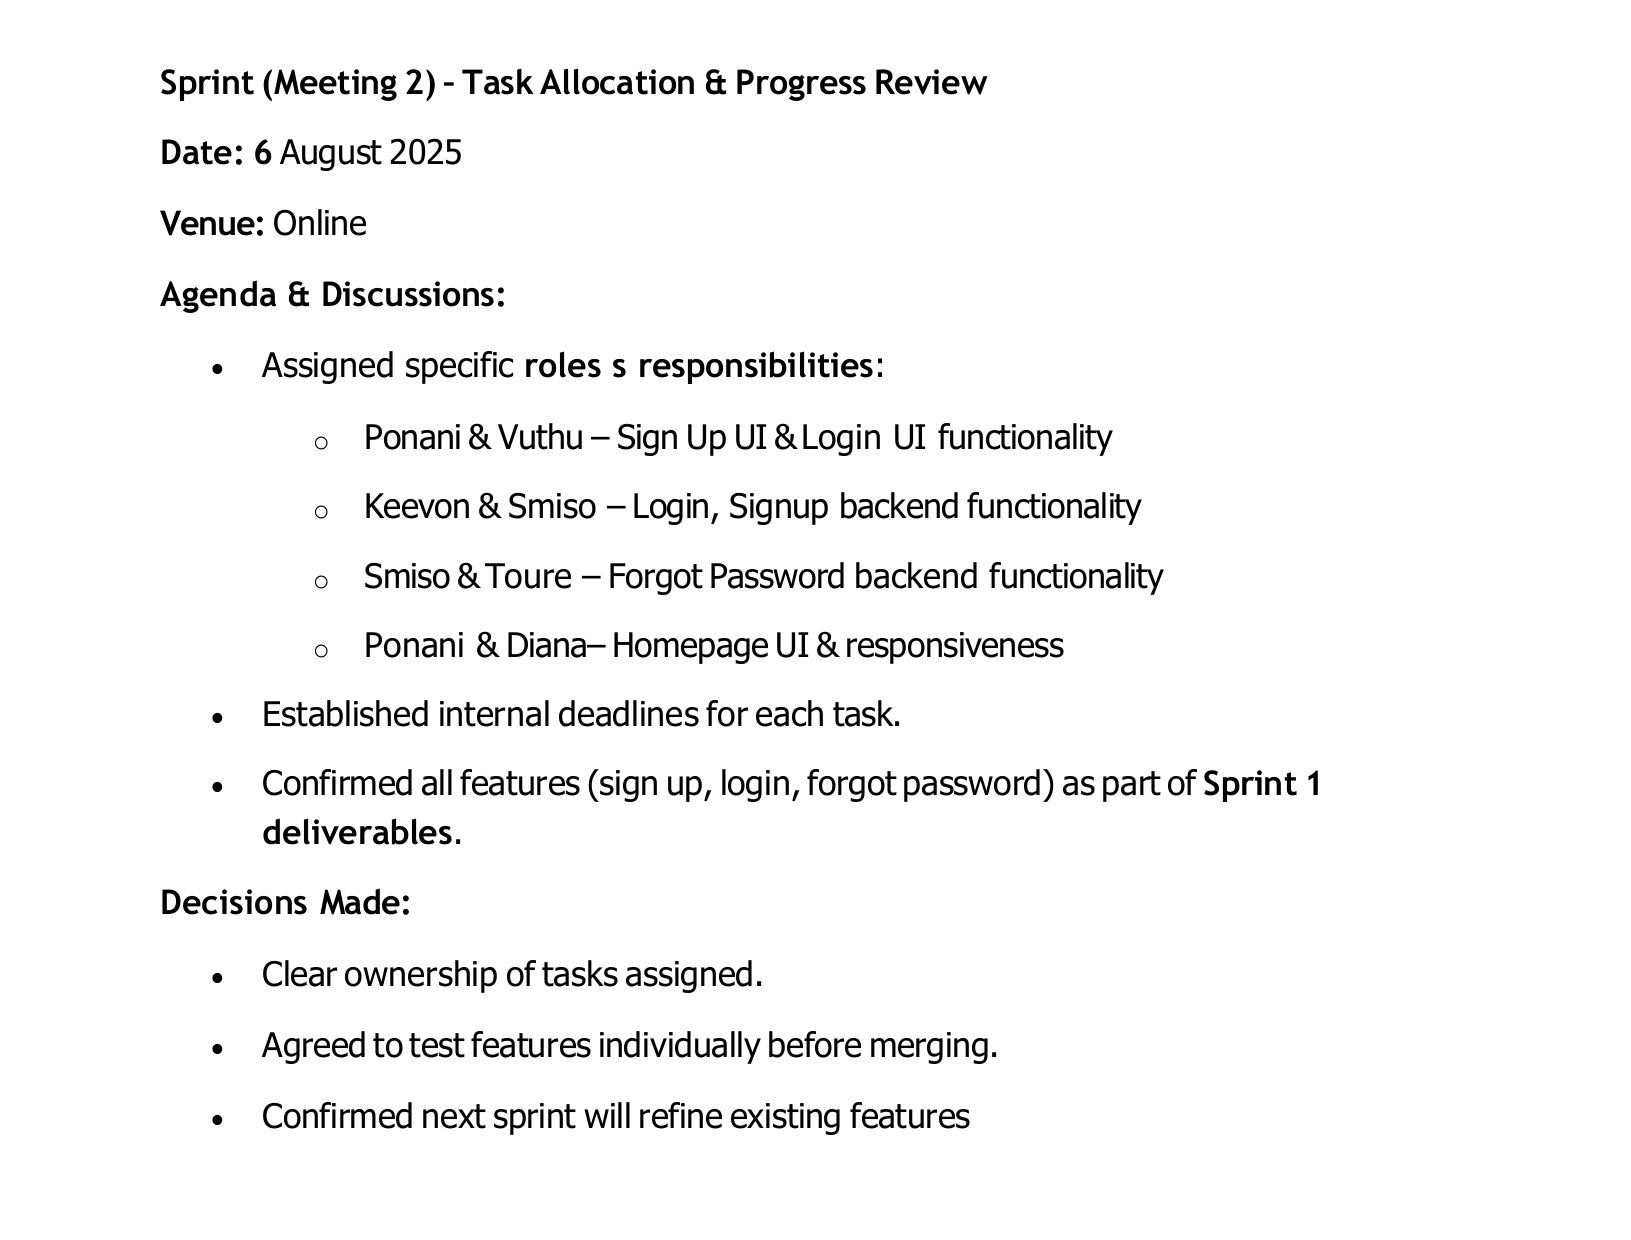 Sprint (Meeting 2) – Task Allocation & Progress Review
Date: 6 August 2025
Venue: Online
Agenda & Discussions:
• Assigned specific roles s responsibilities:
o Ponani & Vuthu – Sign Up UI & Login UI functionality
o Keevon & Smiso – Login, Signup backend functionality
o Smiso & Toure – Forgot Password backend functionality
o Ponani & Diana– Homepage UI & responsiveness
• Established internal deadlines for each task.
• Confirmed all features (sign up, login, forgot password) as part of Sprint 1
deliverables.
Decisions Made:
• Clear ownership of tasks assigned.
• Agreed to test features individually before merging.
• Confirmed next sprint will refine existing features